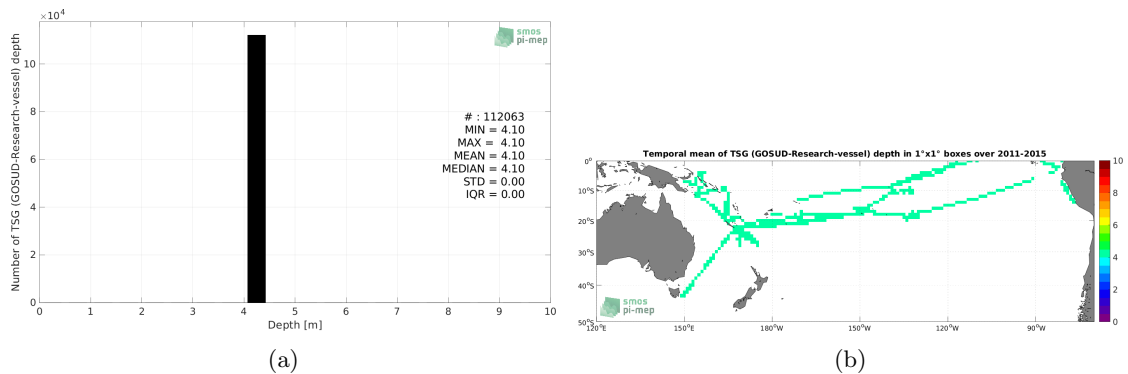 ×10⁴
Number of TSG (GOSUD-Research-vessel) depth
10
8
6
4
2
0
smos
pi-mep
# : 112063
MIN = 4.10
MAX = 4.10
MEAN = 4.10
MEDIAN = 4.10
STD = 0.00
IQR = 0.00
0 1 2 3 4 5 6 7 8 9 10
Depth [m]
(a)
Temporal mean of TSG (GOSUD-Research-vessel) depth in 1°x1° boxes over 2011-2015
0°
10°S
20°S
30°S
40°S
50°S
smos
pi-mep
120°E 150°E 180°W 150°W 120°W 90°W
10
8
6
4
2
0
(b)